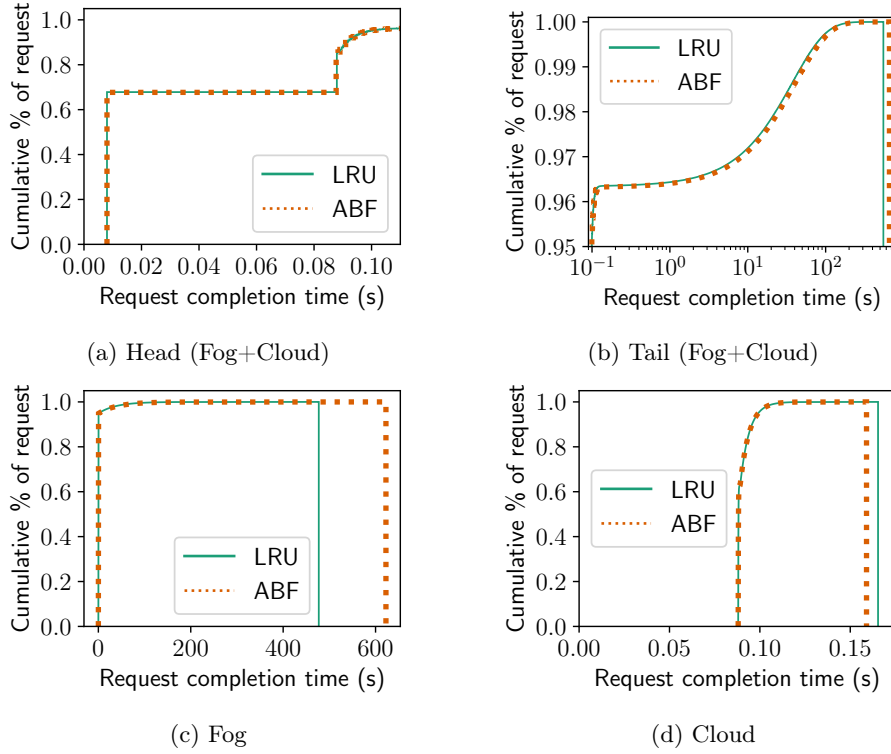 1.0
0.8
0.6
0.4
0.2
0.0
Cumulative % of request
LRU
ABF
0.00 0.02 0.04 0.06 0.08 0.10
Request completion time (s)
(a) Head (Fog+Cloud)
1.00
0.99
0.98
0.97
0.96
0.95
Cumulative % of request
LRU
ABF
10⁻¹ 10⁰ 10¹ 10²
Request completion time (s)
(b) Tail (Fog+Cloud)
1.0
0.8
0.6
0.4
0.2
0.0
Cumulative % of request
LRU
ABF
0 200 400 600
Request completion time (s)
(c) Fog
1.0
0.8
0.6
0.4
0.2
0.0
Cumulative % of request
LRU
ABF
0.00 0.05 0.10 0.15
Request completion time (s)
(d) Cloud